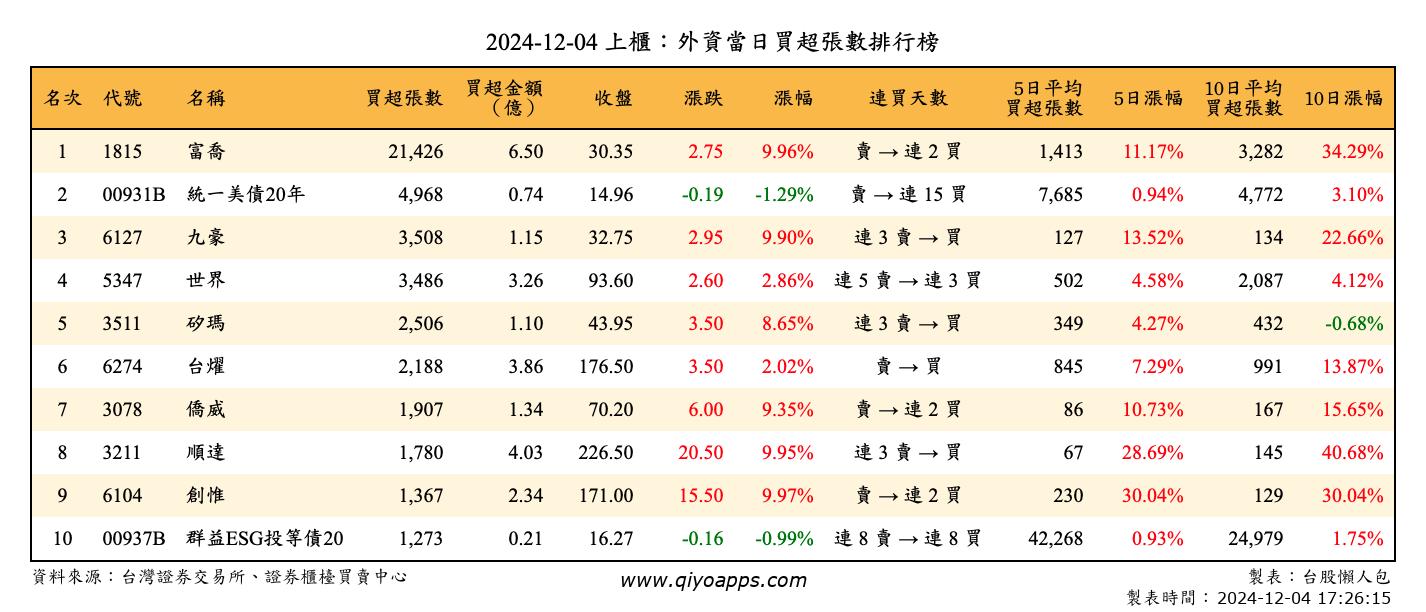 2024-12-04 上櫃：外資當日買超張數排行榜
名次 代號 名稱 買超張數 買超金額（億） 收盤 漲跌 漲幅 連買天數 5日平均買超張數 5日漲幅 10日平均買超張數 10日漲幅
1 1815 富喬 21,426 6.50 30.35 2.75 9.96% 賣 → 連 2 買 1,413 11.17% 3,282 34.29%
2 00931B 統一美債20年 4,968 0.74 14.96 -0.19 -1.29% 賣 → 連 15 買 7,685 0.94% 4,772 3.10%
3 6127 九豪 3,508 1.15 32.75 2.95 9.90% 連 3 賣 → 買 127 13.52% 134 22.66%
4 5347 世界 3,486 3.26 93.60 2.60 2.86% 連 5 賣 → 連 3 買 502 4.58% 2,087 4.12%
5 3511 矽瑪 2,506 1.10 43.95 3.50 8.65% 連 3 賣 → 買 349 4.27% 432 -0.68%
6 6274 台燿 2,188 3.86 176.50 3.50 2.02% 賣 → 買 845 7.29% 991 13.87%
7 3078 僑威 1,907 1.34 70.20 6.00 9.35% 賣 → 連 2 買 86 10.73% 167 15.65%
8 3211 順達 1,780 4.03 226.50 20.50 9.95% 連 3 賣 → 買 67 28.69% 145 40.68%
9 6104 創惟 1,367 2.34 171.00 15.50 9.97% 賣 → 連 2 買 230 30.04% 129 30.04%
10 00937B 群益ESG投等債20 1,273 0.21 16.27 -0.16 -0.99% 連 8 賣 → 連 8 買 42,268 0.93% 24,979 1.75%
資料來源：台灣證券交易所、證券櫃檯買賣中心 www.qiyoapps.com 製表：台股懶人包
製表時間：2024-12-04 17:26:15